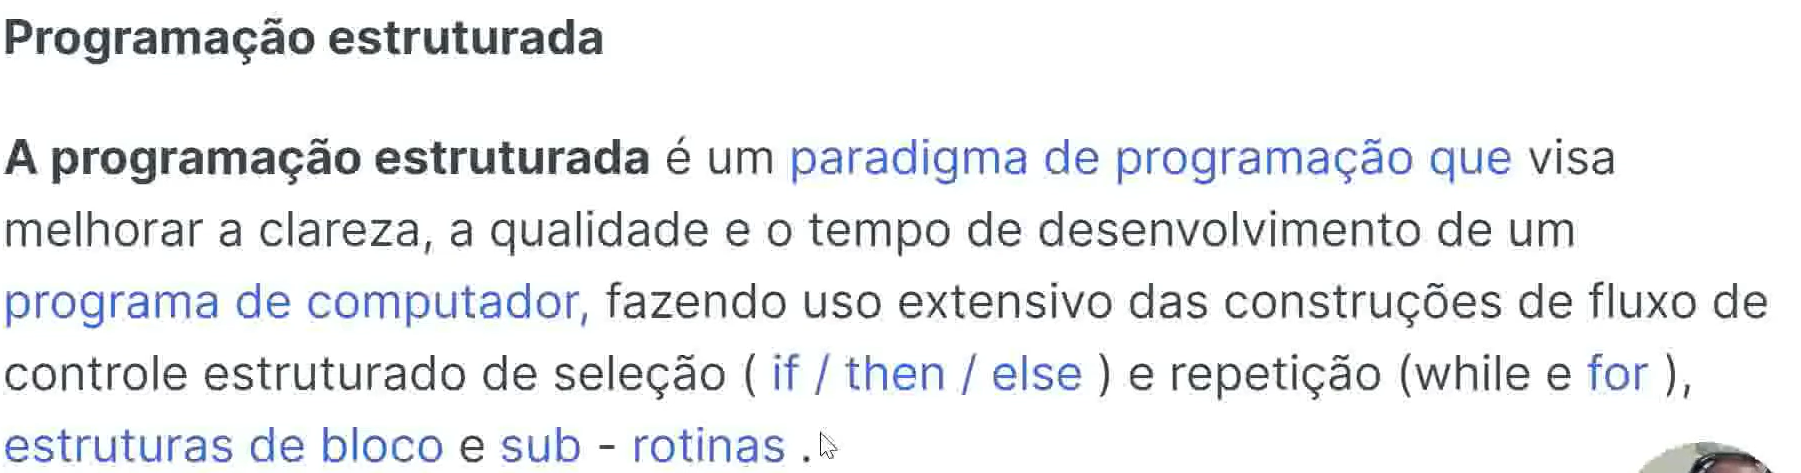 Programação estruturada
A programação estruturada é um paradigma de programação que visa
melhorar a clareza, a qualidade e o tempo de desenvolvimento de um
programa de computador, fazendo uso extensivo das construções de fluxo de
controle estruturado de seleção ( if / then / else ) e repetição (while e for ),
estruturas de bloco e sub - rotinas .